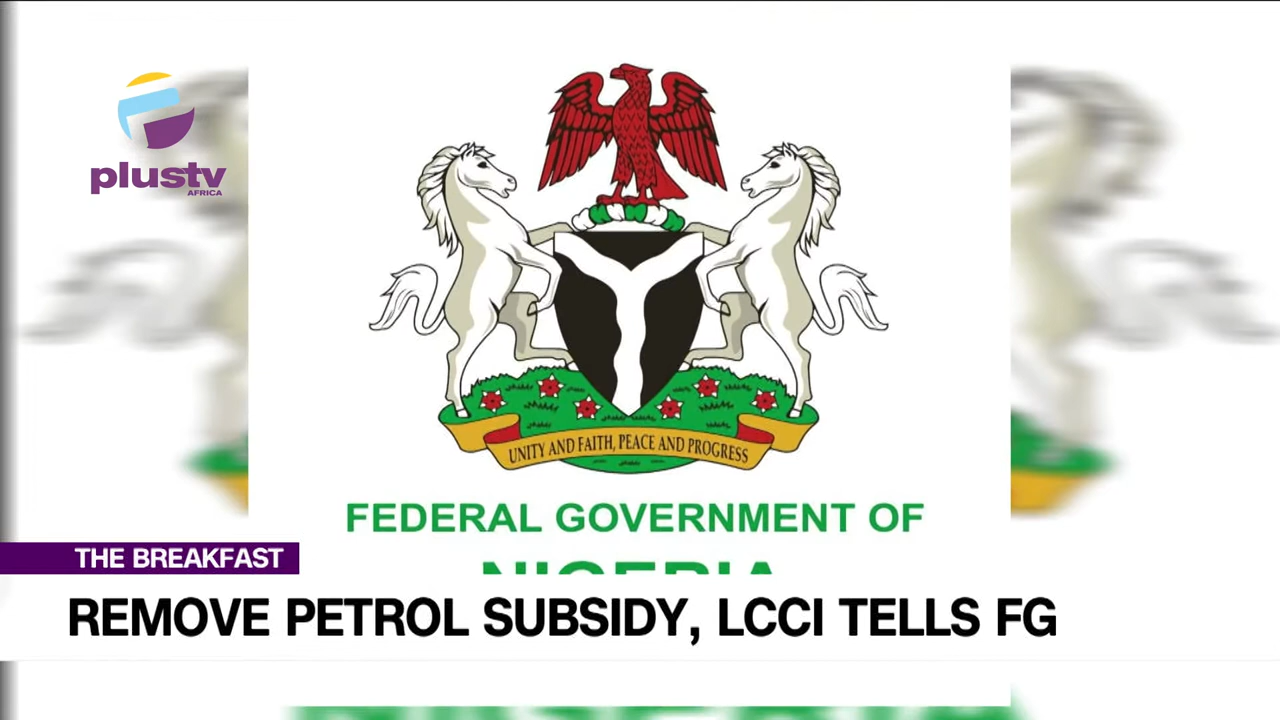 plustv
AFRICA
UNITY AND FAITH, PEACE AND PROGRESS
FEDERAL GOVERNMENT OF
NIGERIA
THE BREAKFAST
REMOVE PETROL SUBSIDY, LCCI TELLS FG